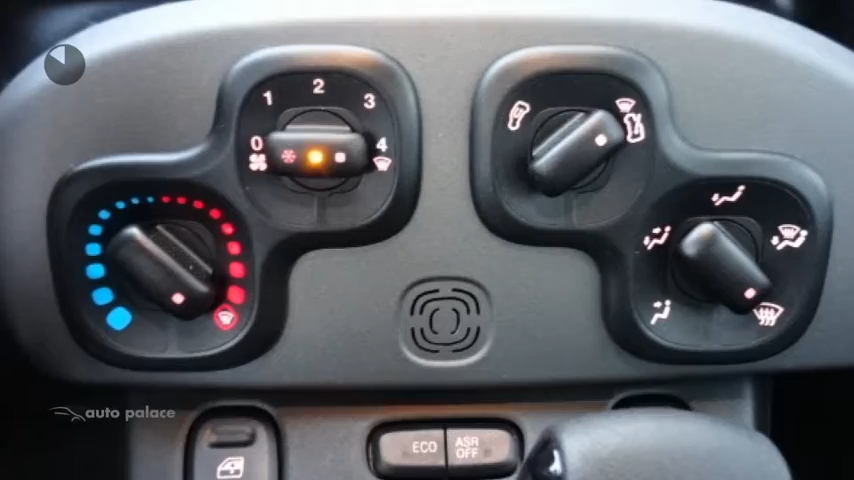 1 2 3
0 4
auto palace
ECO ASR
OFF